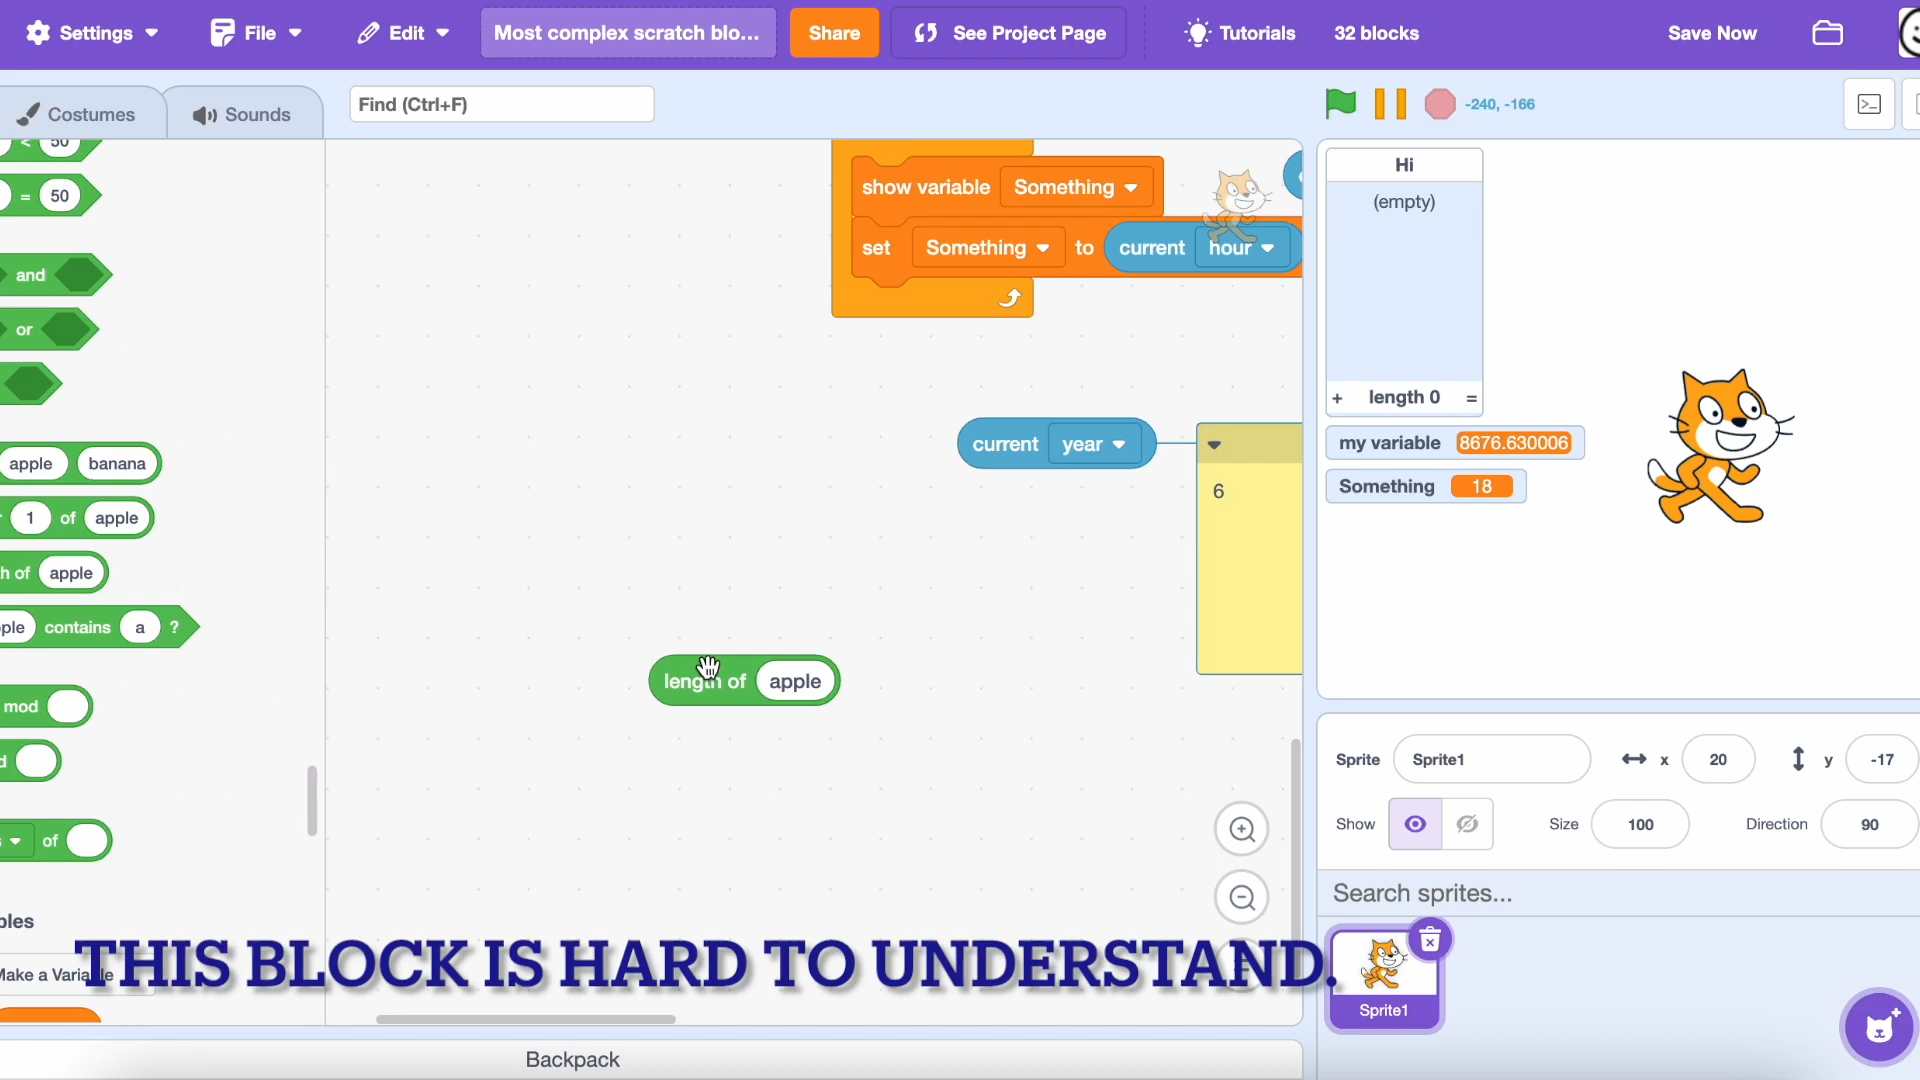 Settings File Edit Most complex scratch blo... Share See Project Page Tutorials 32 blocks Save Now
Costumes Sounds Find (Ctrl+F) -240, -166
< 50
= 50
and
or
apple banana
1 of apple
h of apple
ple contains a ?
mod
d
of
bles
Make a Variable
show variable Something
set Something to current hour
current year
6
length of apple
THIS BLOCK IS HARD TO UNDERSTAND.
Backpack
Hi
(empty)
+ length 0 =
my variable 8676.630006
Something 18
Sprite Sprite1 x 20 y -17
Show Size 100 Direction 90
Search sprites...
Sprite1